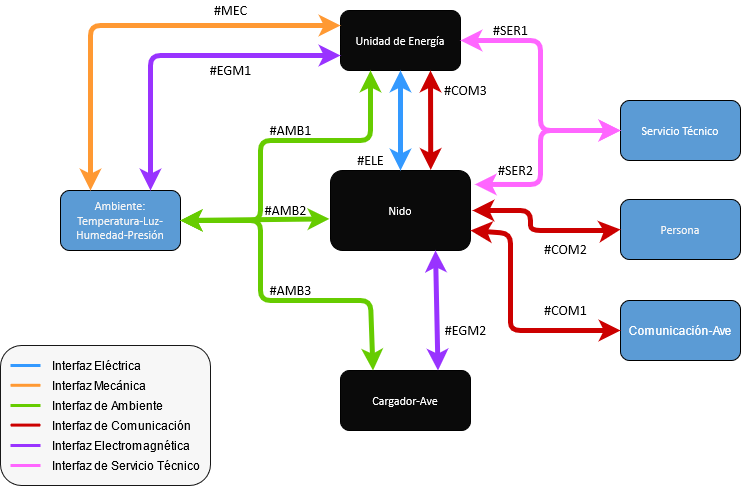 #MEC
Unidad de Energía
#SER1
#EGM1
#COM3
#AMB1
Servicio Técnico
#ELE
#SER2
Ambiente:
Temperatura-Luz-
Humedad-Presión
#AMB2
Nido
Persona
#COM2
#AMB3
#COM1
#EGM2
Comunicación-Ave
Interfaz Eléctrica
Interfaz Mecánica
Interfaz de Ambiente
Interfaz de Comunicación
Interfaz Electromagnética
Interfaz de Servicio Técnico
Cargador-Ave